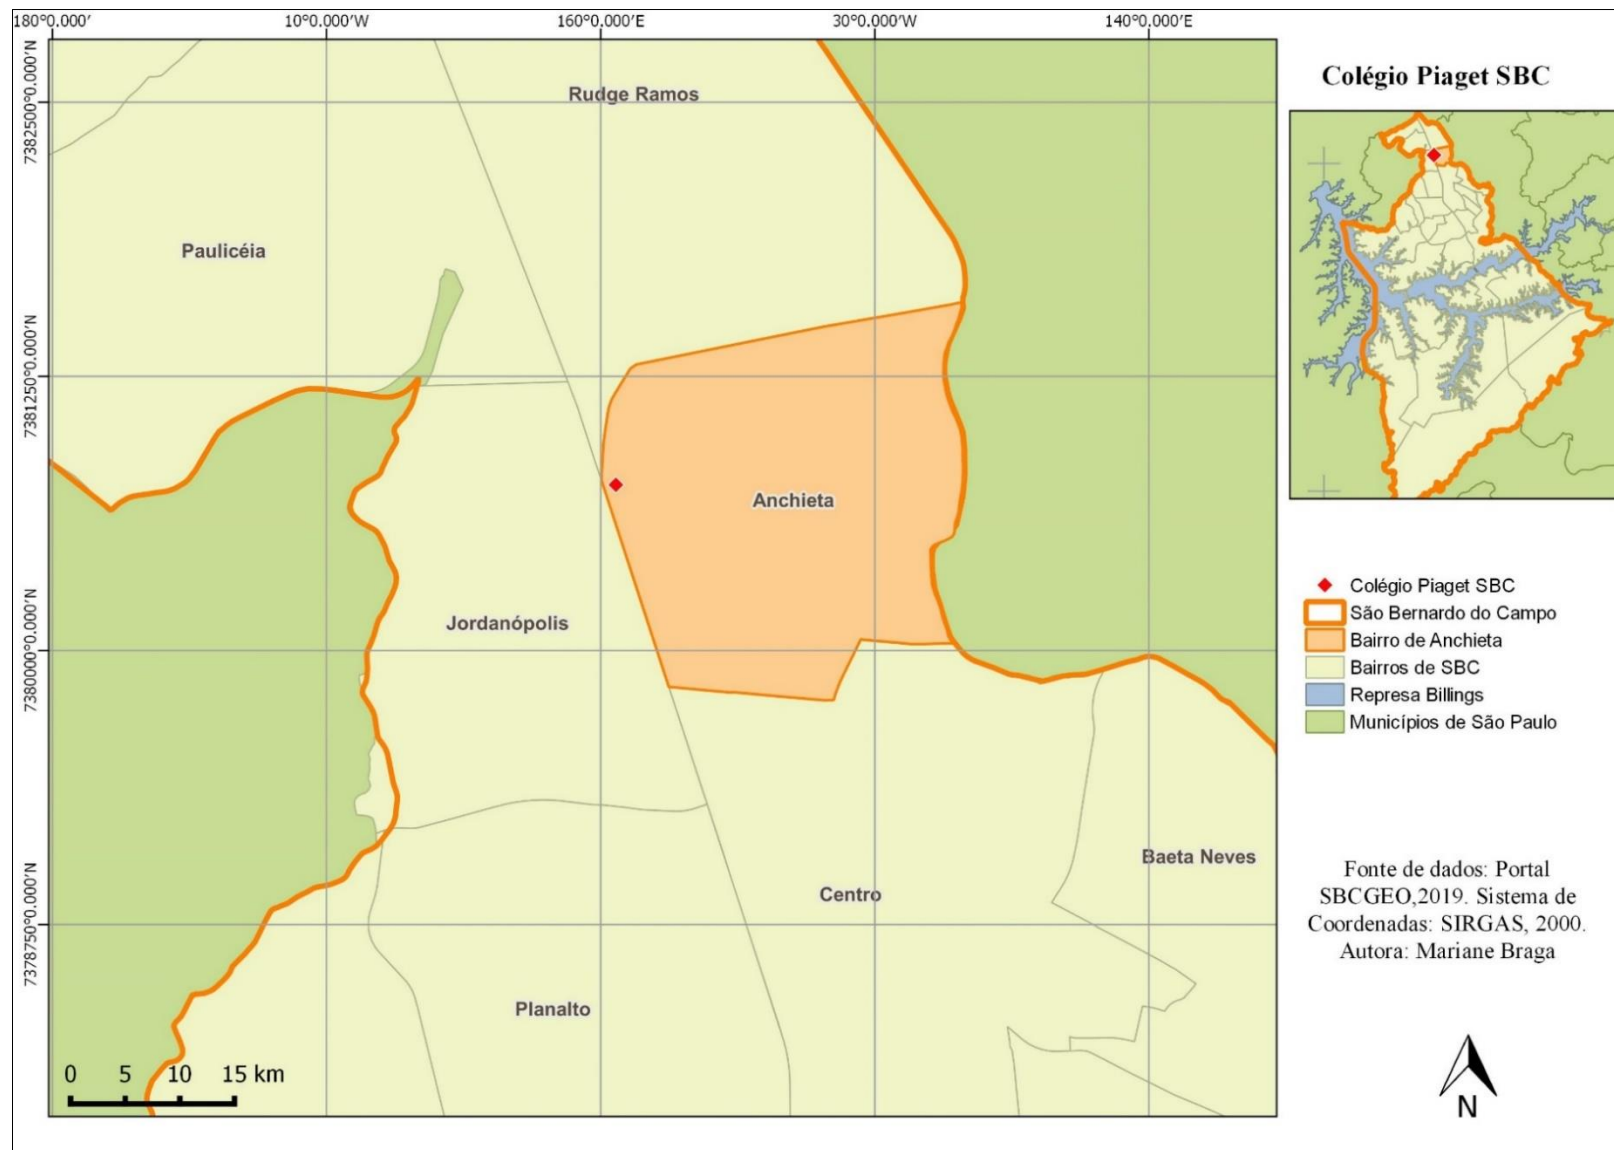 180°0.000′
10°0.000′W
160°0.000′E
30°0.000′W
140°0.000′E
7382500°0.000′N
7381250°0.000′N
7380000°0.000′N
7378750°0.000′N
Rudge Ramos
Paulicéia
Anchieta
Jordanópolis
Baeta Neves
Centro
Planalto
0 5 10 15 km
Colégio Piaget SBC
Colégio Piaget SBC
São Bernardo do Campo
Bairro de Anchieta
Bairros de SBC
Represa Billings
Municípios de São Paulo
Fonte de dados: Portal
SBCGEO,2019. Sistema de
Coordenadas: SIRGAS, 2000.
Autora: Mariane Braga
N